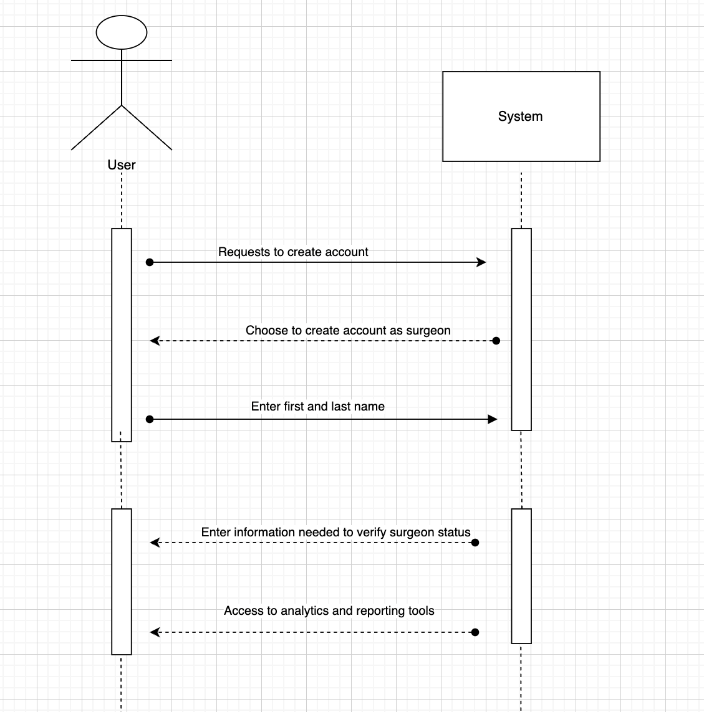 User
System
Requests to create account
Choose to create account as surgeon
Enter first and last name
Enter information needed to verify surgeon status
Access to analytics and reporting tools